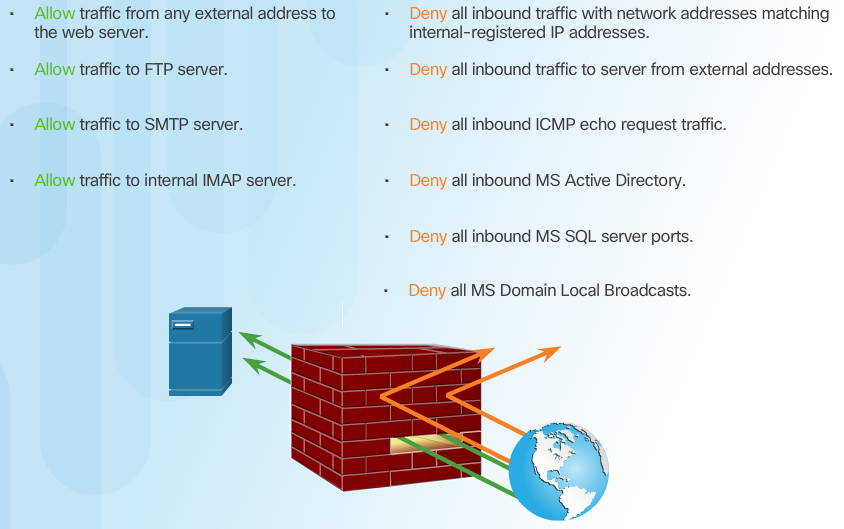 · Allow traffic from any external address to
the web server.
· Allow traffic to FTP server.
· Allow traffic to SMTP server.
· Allow traffic to internal IMAP server.
· Deny all inbound traffic with network addresses matching
internal-registered IP addresses.
· Deny all inbound traffic to server from external addresses.
· Deny all inbound ICMP echo request traffic.
· Deny all inbound MS Active Directory.
· Deny all inbound MS SQL server ports.
· Deny all MS Domain Local Broadcasts.